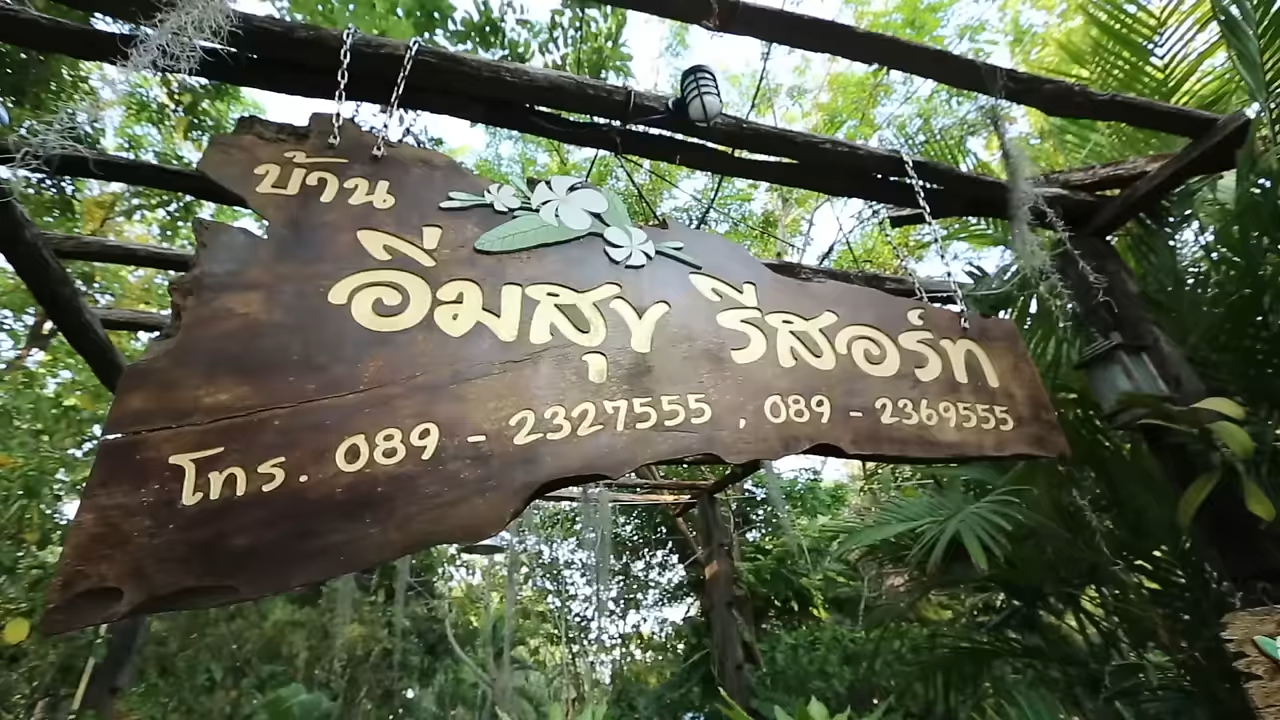 บ้าน
อิ่มสุข รีสอร์ท
โทร. 089 - 2327555 , 089 - 2369555